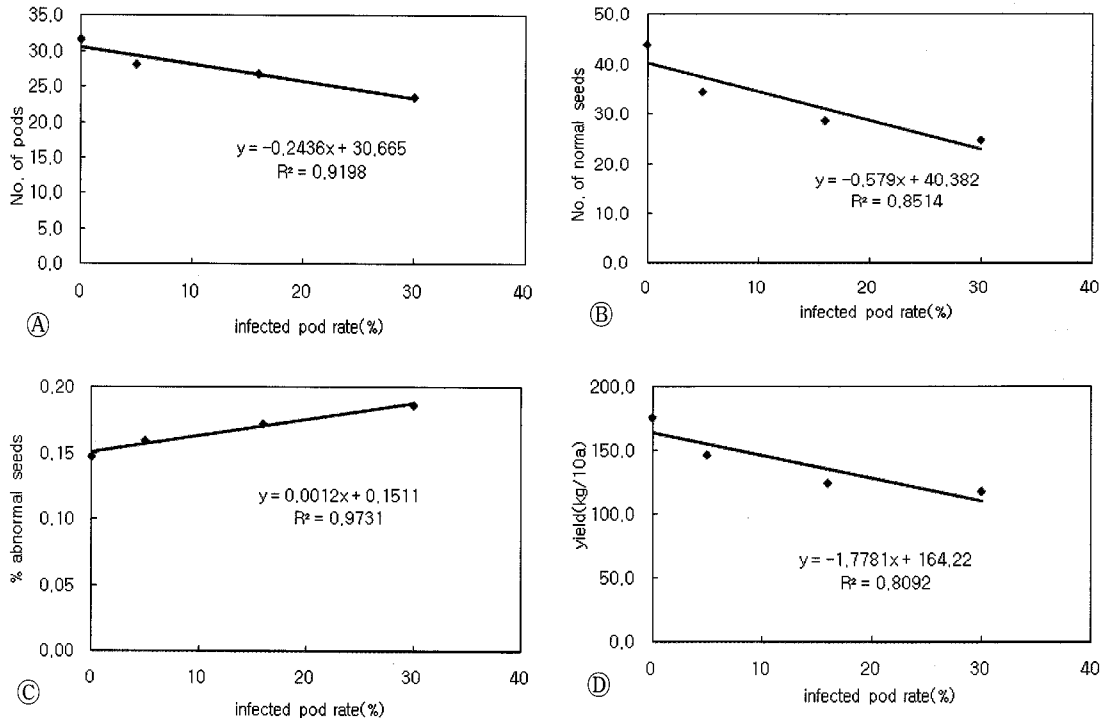 35,0
30,0
25,0
20,0
15,0
10,0
5,0
0,0
No. of pods
y = -0,2436x + 30,665
R² = 0,9198
0 10 20 30 40
infected pod rate(%)
Ⓐ
50,0
40,0
30,0
20,0
10,0
0,0
No. of normal seeds
y = -0,579x + 40,382
R² = 0,8514
0 10 20 30 40
infected pod rate(%)
Ⓑ
0,20
0,15
0,10
0,05
0,00
% abnormal seeds
y = 0,0012x + 0,1511
R² = 0,9731
0 10 20 30 40
infected pod rate(%)
Ⓒ
200,0
150,0
100,0
50,0
0,0
yield(kg/10a)
y = -1,7781x + 164,22
R² = 0,8092
0 10 20 30 40
infected pod rate(%)
Ⓓ